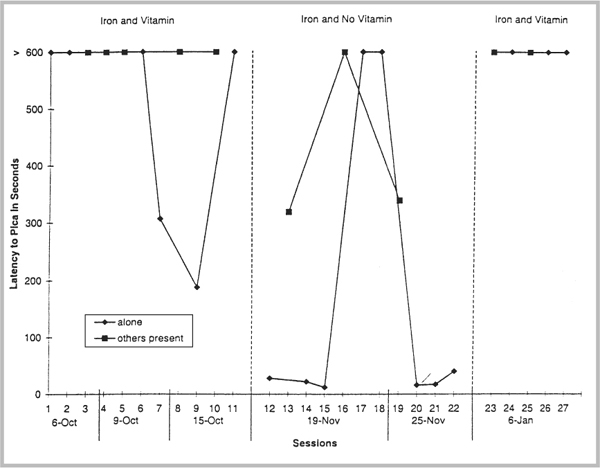 Iron and Vitamin
Iron and No Vitamin
Iron and Vitamin
Latency to Pica in Seconds
> 600
500
400
300
200
100
0
alone
others present
1 2 3 4 5 6 7 8 9 10 11 12 13 14 15 16 17 18 19 20 21 22 23 24 25 26 27
6-Oct 9-Oct 15-Oct 19-Nov 25-Nov 6-Jan
Sessions